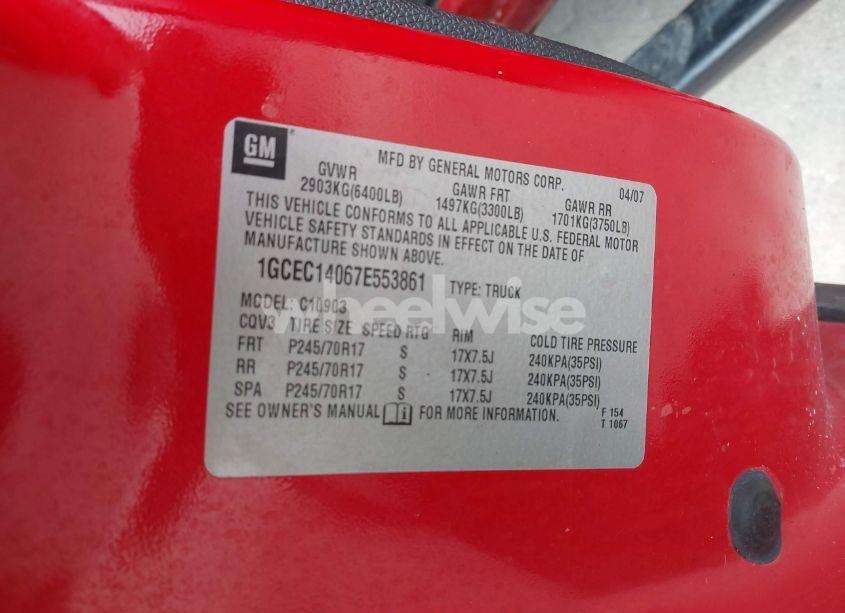 GM
MFD BY GENERAL MOTORS CORP. 04/07
GVWR GAWR FRT GAWR RR
2903KG(6400LB) 1497KG(3300LB) 1701KG(3750LB)
THIS VEHICLE CONFORMS TO ALL APPLICABLE U.S. FEDERAL MOTOR
VEHICLE SAFETY STANDARDS IN EFFECT ON THE DATE OF
MANUFACTURE SHOWN ABOVE.
1GCEC14067E553861 TYPE: TRUCK
MODEL: C10903
wheelwise
CQV3 TIRE SIZE SPEED RTG RIM COLD TIRE PRESSURE
FRT P245/70R17 S 17X7.5J 240KPA(35PSI)
RR P245/70R17 S 17X7.5J 240KPA(35PSI)
SPA P245/70R17 S 17X7.5J 240KPA(35PSI)
SEE OWNER'S MANUAL FOR MORE INFORMATION.
F 154
T 1067